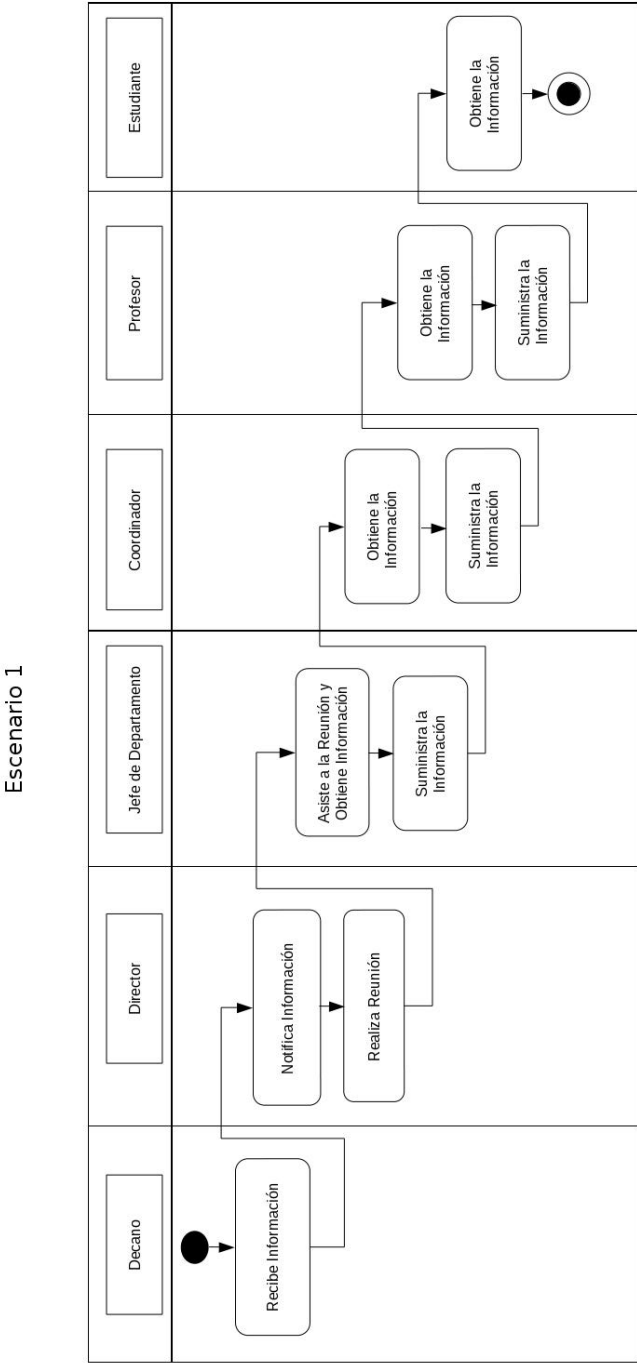 Escenario 1
Decano
Director
Jefe de Departamento
Coordinador
Profesor
Estudiante
Recibe Información
Notifica Información
Realiza Reunión
Asiste a la Reunión y
Obtiene Información
Suministra la
Información
Obtiene la
Información
Suministra la
Información
Obtiene la
Información
Suministra la
Información
Obtiene la
Información